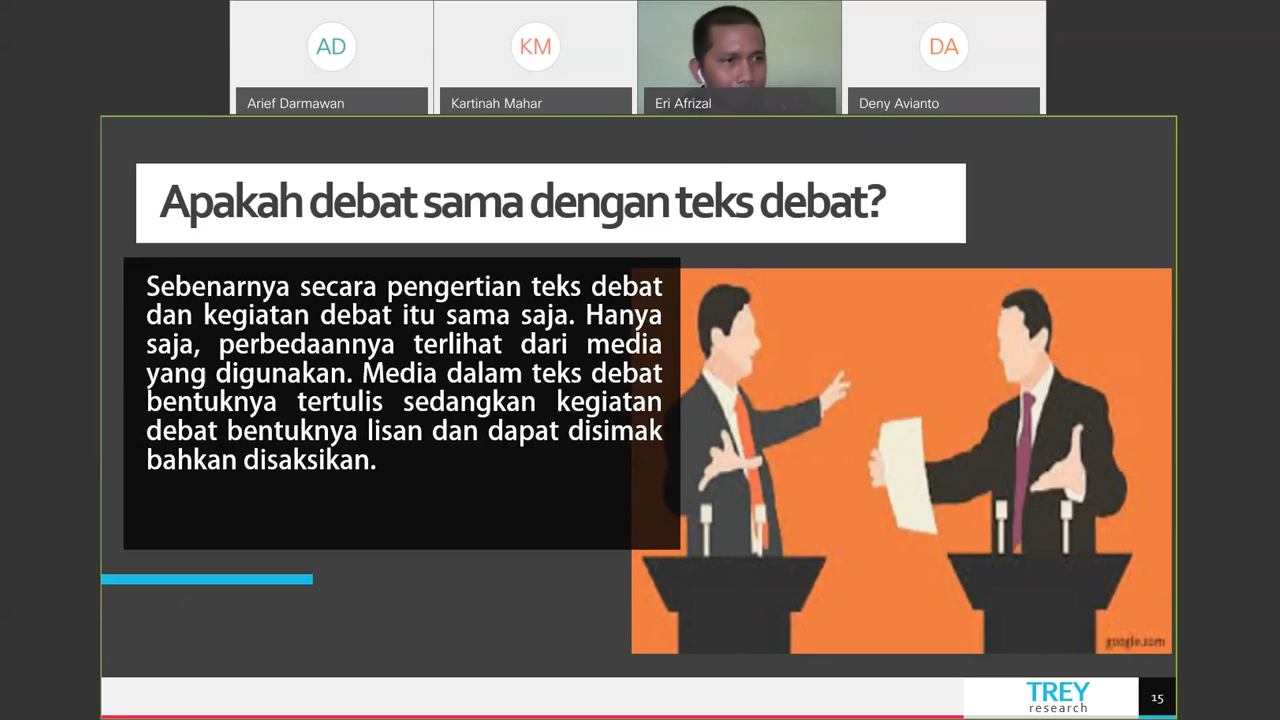 AD
KM
DA
Arief Darmawan
Kartinah Mahar
Eri Afrizal
Deny Avianto
Apakah debat sama dengan teks debat?
Sebenarnya secara pengertian teks debat
dan kegiatan debat itu sama saja. Hanya
saja, perbedaannya terlihat dari media
yang digunakan. Media dalam teks debat
bentuknya tertulis sedangkan kegiatan
debat bentuknya lisan dan dapat disimak
bahkan disaksikan.
google.com
TREY
research
15